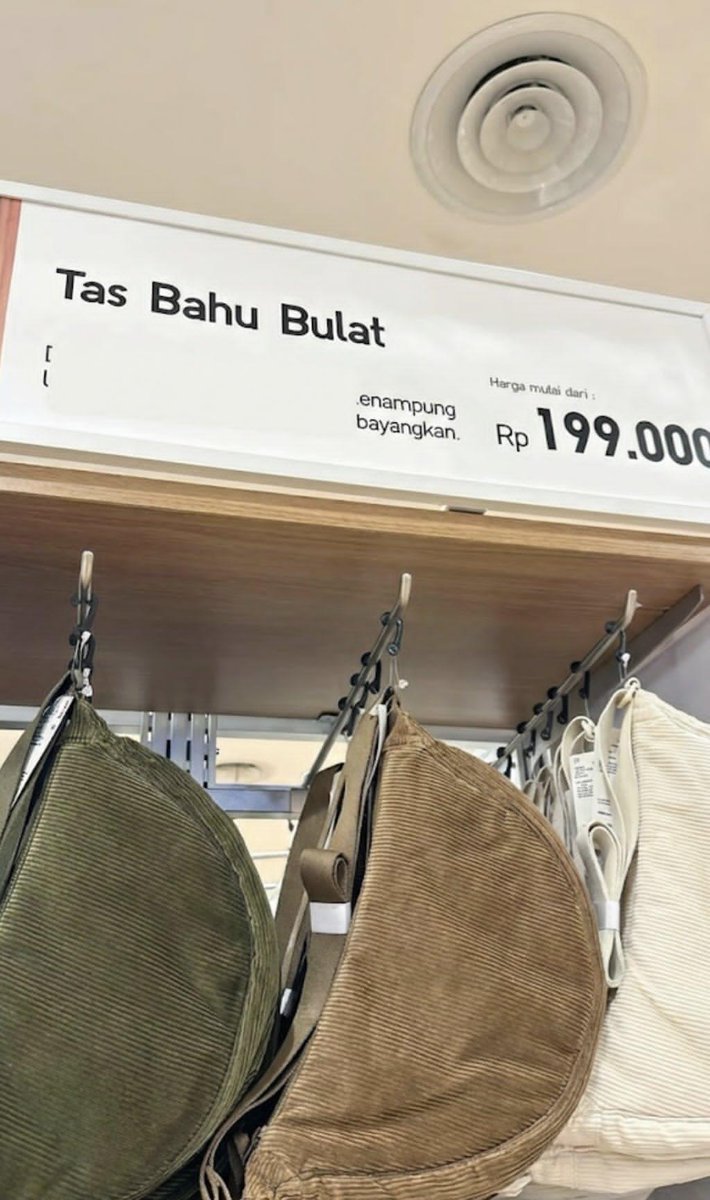 Tas Bahu Bulat
.enampung
bayangkan.
Harga mulai dari :
Rp 199.000